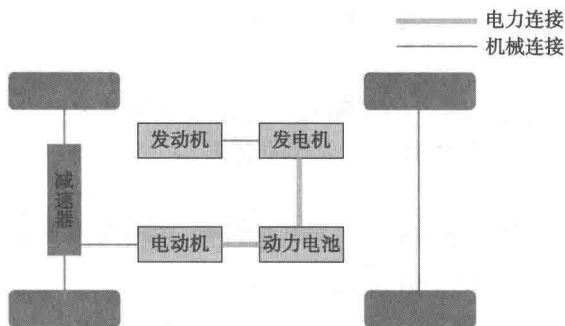 电力连接
机械连接
发动机
发电机
减速器
电动机
动力电池